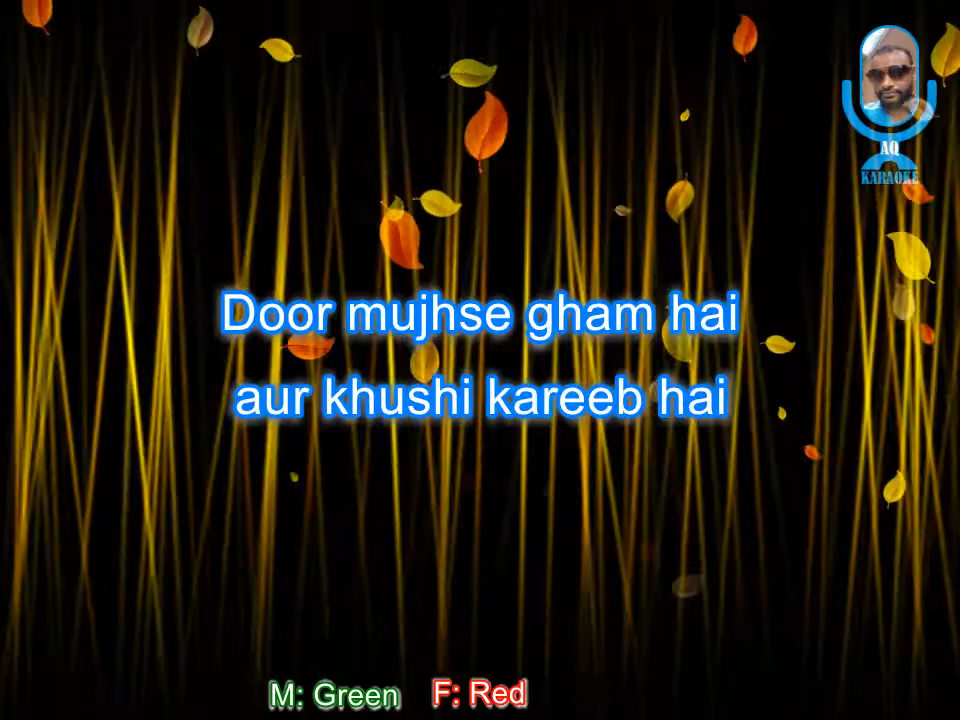 AQ
KARAOKE
Door mujhse gham hai
aur khushi kareeb hai
M: Green F: Red